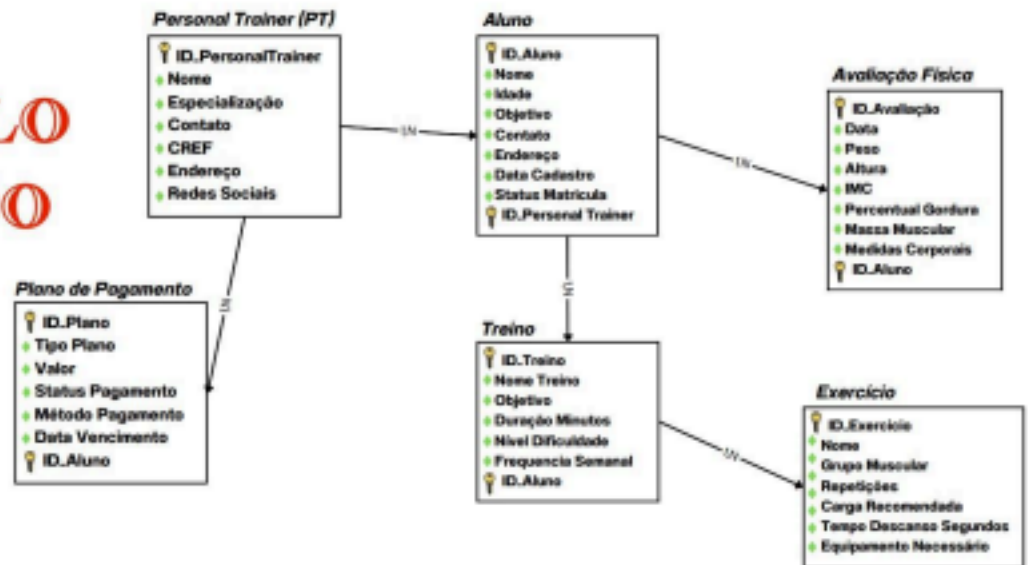 LO
O
Personal Trainer (PT)
ID_PersonalTrainer
Nome
Especialização
Contato
CREF
Endereço
Redes Sociais
Aluno
ID_Aluno
Nome
Idade
Objetivo
Contato
Endereço
Data Cadastro
Status Matricula
ID_Personal Trainer
Avaliação Física
ID_Avaliação
Data
Peso
Altura
IMC
Percentual Gordura
Massa Muscular
Medidas Corporais
ID_Aluno
Plano de Pagamento
ID_Plano
Tipo Plano
Valor
Status Pagamento
Método Pagamento
Data Vencimento
ID_Aluno
Treino
ID_Treino
Nome Treino
Objetivo
Duração Minutos
Nível Dificuldade
Frequencia Semanal
ID_Aluno
Exercício
ID_Exercicio
Nome
Grupo Muscular
Repetições
Carga Recomendada
Tempo Descanso Segundos
Equipamento Necessário